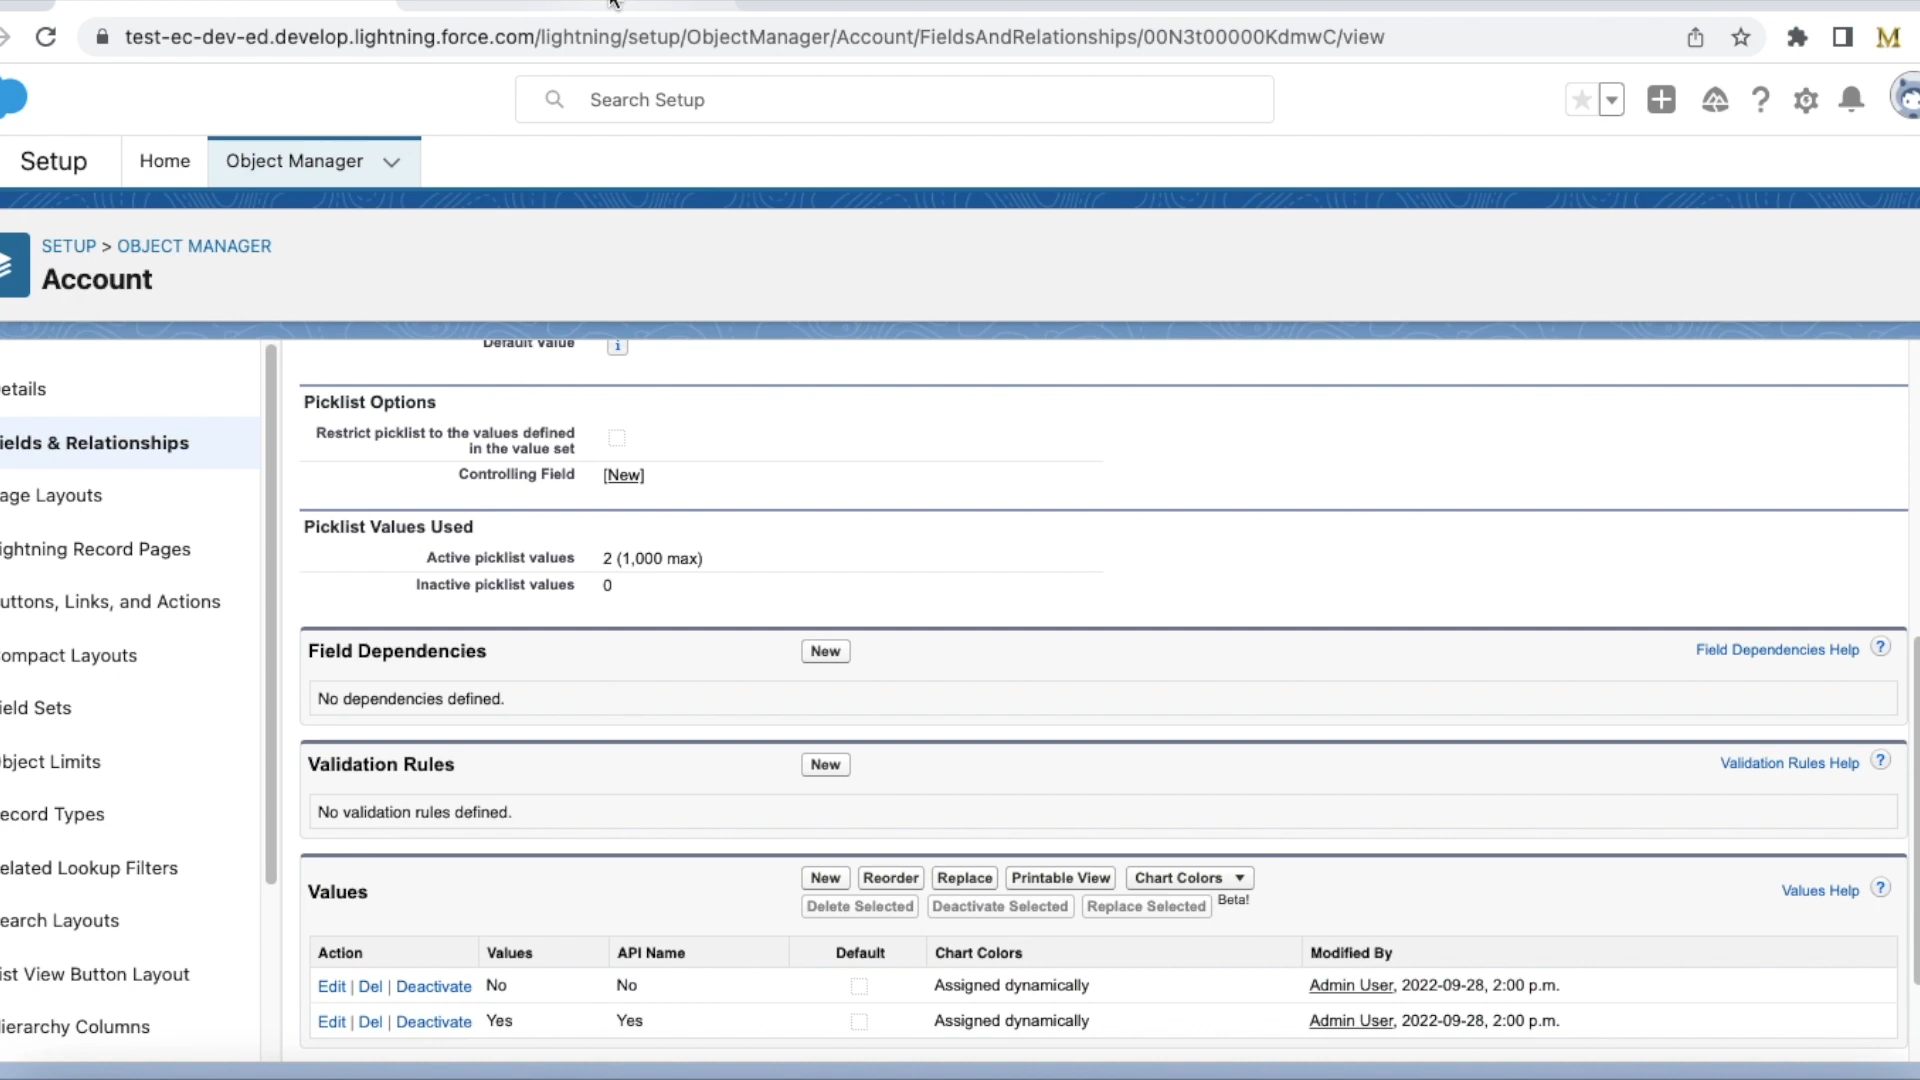 test-ec-dev-ed.develop.lightning.force.com/lightning/setup/ObjectManager/Account/FieldsAndRelationships/00N3t00000KdmwC/view
M
Search Setup
Setup Home Object Manager
SETUP > OBJECT MANAGER
Account
etails
ields & Relationships
age Layouts
ightning Record Pages
uttons, Links, and Actions
ompact Layouts
ield Sets
bject Limits
ecord Types
elated Lookup Filters
earch Layouts
ist View Button Layout
ierarchy Columns
Default Value i
Picklist Options
Restrict picklist to the values defined
in the value set
Controlling Field [New]
Picklist Values Used
Active picklist values 2 (1,000 max)
Inactive picklist values 0
Field Dependencies New Field Dependencies Help ?
No dependencies defined.
Validation Rules New Validation Rules Help ?
No validation rules defined.
Values New Reorder Replace Printable View Chart Colors ▼ Values Help ?
Delete Selected Deactivate Selected Replace Selected Beta!
Action Values API Name Default Chart Colors Modified By
Edit | Del | Deactivate No No Assigned dynamically Admin User, 2022-09-28, 2:00 p.m.
Edit | Del | Deactivate Yes Yes Assigned dynamically Admin User, 2022-09-28, 2:00 p.m.